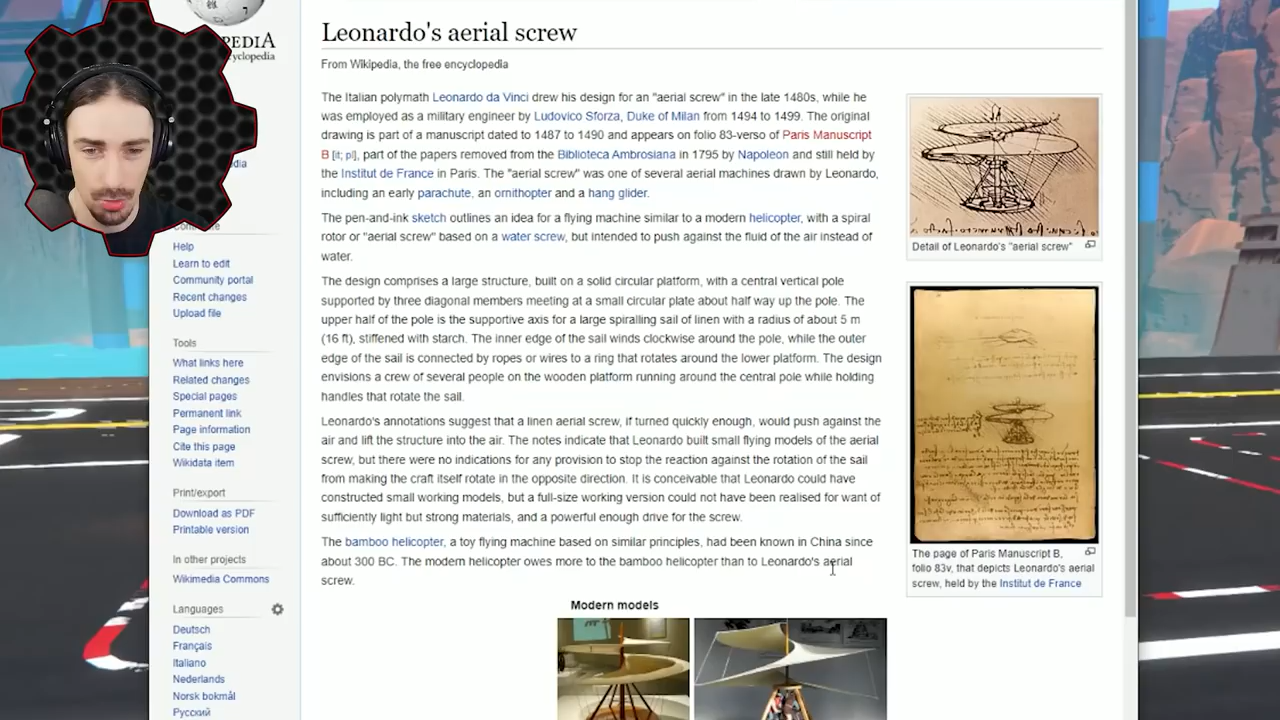 PEDIA
cyclopedia
Leonardo's aerial screw
From Wikipedia, the free encyclopedia
The Italian polymath Leonardo da Vinci drew his design for an "aerial screw" in the late 1480s, while he
was employed as a military engineer by Ludovico Sforza, Duke of Milan from 1494 to 1499. The original
drawing is part of a manuscript dated to 1487 to 1490 and appears on folio 83-verso of Paris Manuscript
B [it; pl], part of the papers removed from the Biblioteca Ambrosiana in 1795 by Napoleon and still held by
the Institut de France in Paris. The "aerial screw" was one of several aerial machines drawn by Leonardo,
including an early parachute, an ornithopter and a hang glider.
The pen-and-ink sketch outlines an idea for a flying machine similar to a modern helicopter, with a spiral
rotor or "aerial screw" based on a water screw, but intended to push against the fluid of the air instead of
water.
The design comprises a large structure, built on a solid circular platform, with a central vertical pole
supported by three diagonal members meeting at a small circular plate about half way up the pole. The
upper half of the pole is the supportive axis for a large spiralling sail of linen with a radius of about 5 m
(16 ft), stiffened with starch. The inner edge of the sail winds clockwise around the pole, while the outer
edge of the sail is connected by ropes or wires to a ring that rotates around the lower platform. The design
envisions a crew of several people on the wooden platform running around the central pole while holding
handles that rotate the sail.
Leonardo's annotations suggest that a linen aerial screw, if turned quickly enough, would push against the
air and lift the structure into the air. The notes indicate that Leonardo built small flying models of the aerial
screw, but there were no indications for any provision to stop the reaction against the rotation of the sail
from making the craft itself rotate in the opposite direction. It is conceivable that Leonardo could have
constructed small working models, but a full-size working version could not have been realised for want of
sufficiently light but strong materials, and a powerful enough drive for the screw.
The bamboo helicopter, a toy flying machine based on similar principles, had been known in China since
about 300 BC. The modern helicopter owes more to the bamboo helicopter than to Leonardo's aerial
screw.
Modern models
Detail of Leonardo's "aerial screw"
The page of Paris Manuscript B,
folio 83v, that depicts Leonardo's aerial
screw, held by the Institut de France
Help
Learn to edit
Community portal
Recent changes
Upload file
Tools
What links here
Related changes
Special pages
Permanent link
Page information
Cite this page
Wikidata item
Print/export
Download as PDF
Printable version
In other projects
Wikimedia Commons
Languages
Deutsch
Français
Italiano
Nederlands
Norsk bokmål
Русский